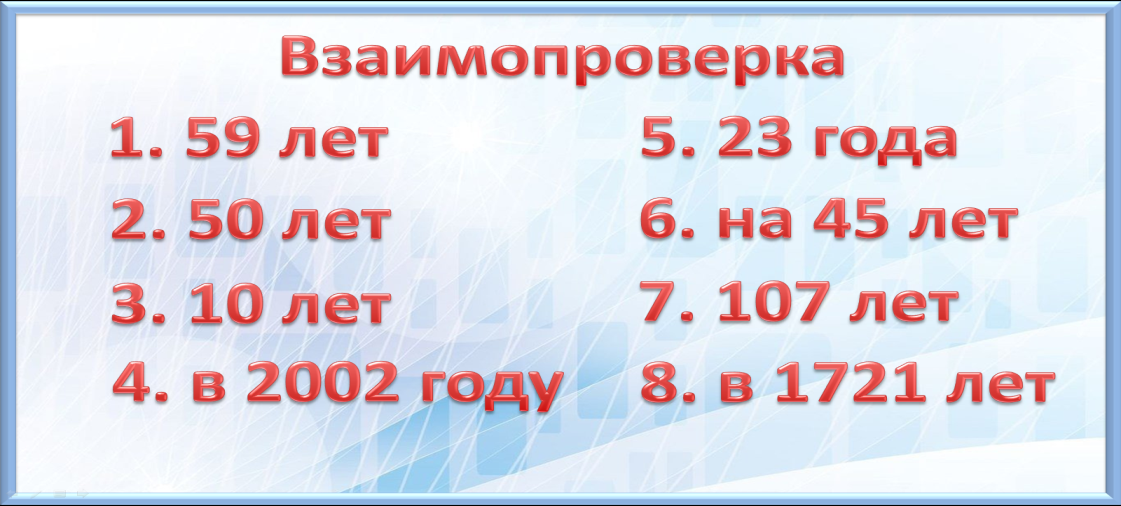 Взаимопроверка
1. 59 лет
2. 50 лет
3. 10 лет
4. в 2002 году
5. 23 года
6. на 45 лет
7. 107 лет
8. в 1721 лет